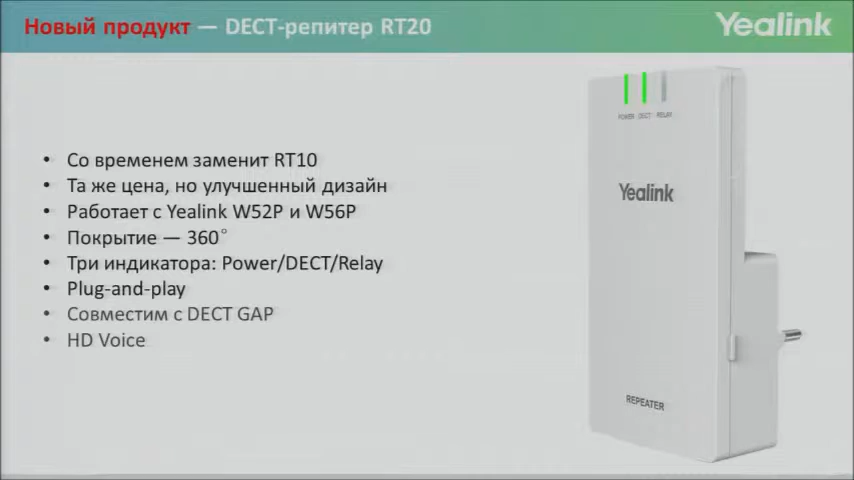 Новый продукт — DECT-репитер RT20
Yealink
• Со временем заменит RT10
• Та же цена, но улучшенный дизайн
• Работает с Yealink W52P и W56P
• Покрытие — 360°
• Три индикатора: Power/DECT/Relay
• Plug-and-play
• Совместим с DECT GAP
• HD Voice
POWER DECT RELAY
Yealink
REPEATER